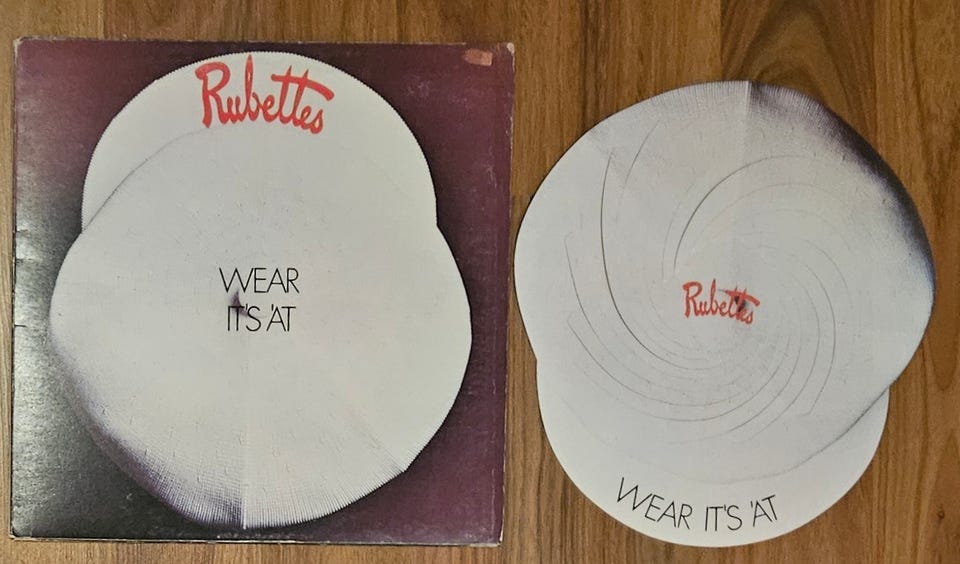 Rubettes
WEAR
IT'S 'AT
Rubettes
WEAR IT'S 'AT